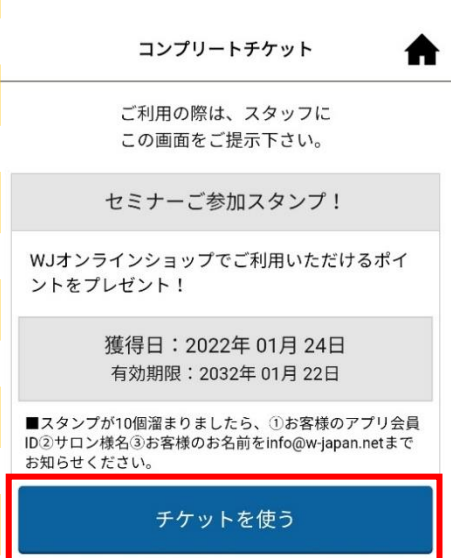 コンプリートチケット
ご利用の際は、スタッフに
この画面をご提示下さい。
セミナーご参加スタンプ！
WJオンラインショップでご利用いただけるポイ
ントをプレゼント！
獲得日：2022年 01月 24日
有効期限：2032年 01月 22日
■スタンプが10個溜まりましたら、①お客様のアプリ会員
ID②サロン様名③お客様のお名前をinfo@w-japan.netまで
お知らせください。
チケットを使う